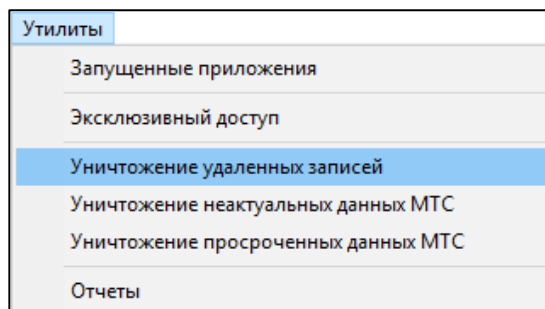 Утилиты
Запущенные приложения
Эксклюзивный доступ
Уничтожение удаленных записей
Уничтожение неактуальных данных МТС
Уничтожение просроченных данных МТС
Отчеты